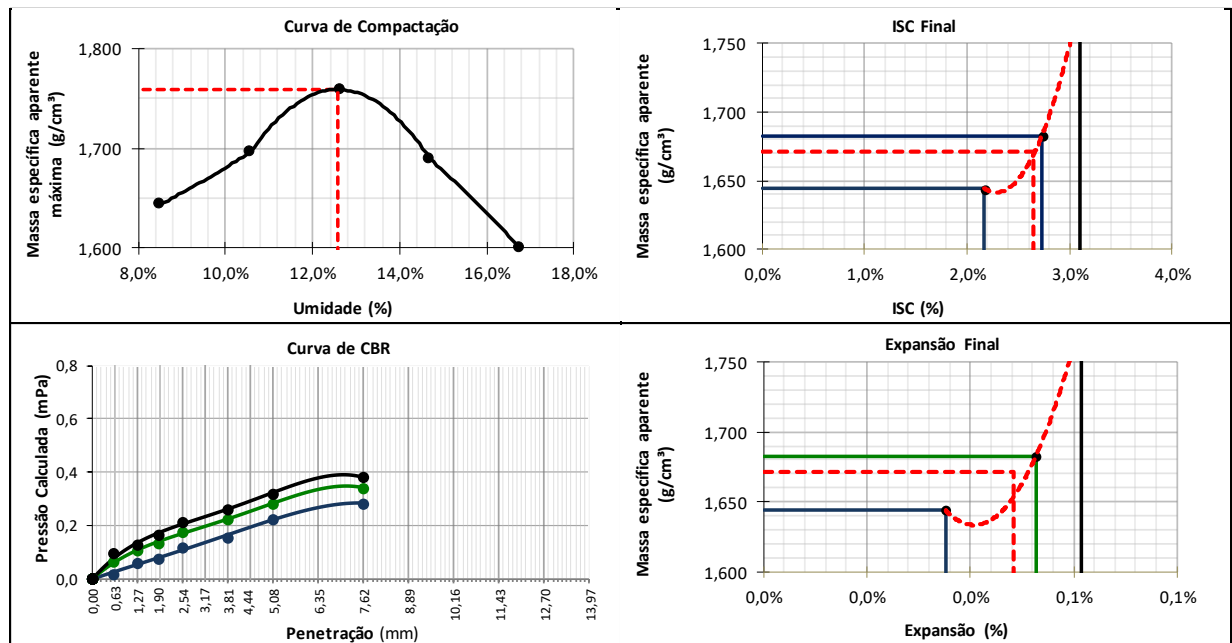 Curva de Compactação
Massa específica aparente
máxima (g/cm³)
1,800
1,700
1,600
8,0% 10,0% 12,0% 14,0% 16,0% 18,0%
Umidade (%)
ISC Final
Massa específica aparente
(g/cm³)
1,750
1,700
1,650
1,600
0,0% 1,0% 2,0% 3,0% 4,0%
ISC (%)
Curva de CBR
Pressão Calculada (mPa)
0,8
0,6
0,4
0,2
0,0
0,00 0,63 1,27 1,90 2,54 3,17 3,81 4,44 5,08 6,35 7,62 8,89 10,16 11,43 12,70 13,97
Penetração (mm)
Expansão Final
Massa específica aparente
(g/cm³)
1,750
1,700
1,650
1,600
0,0% 0,0% 0,0% 0,1% 0,1%
Expansão (%)